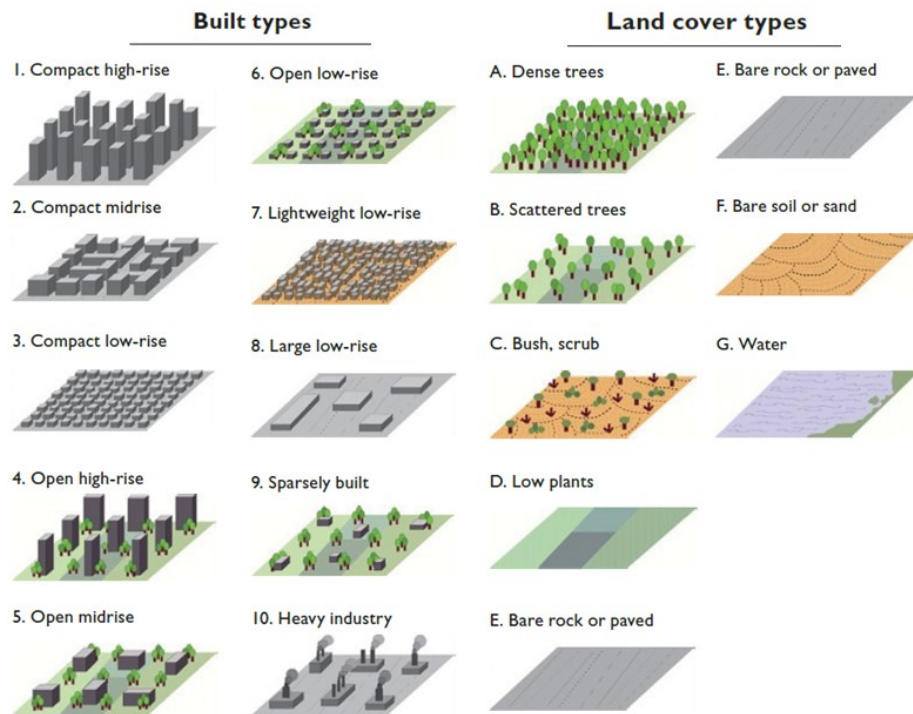 Built types
1. Compact high-rise
2. Compact midrise
3. Compact low-rise
4. Open high-rise
5. Open midrise
6. Open low-rise
7. Lightweight low-rise
8. Large low-rise
9. Sparsely built
10. Heavy industry
Land cover types
A. Dense trees
B. Scattered trees
C. Bush, scrub
D. Low plants
E. Bare rock or paved
E. Bare rock or paved
F. Bare soil or sand
G. Water